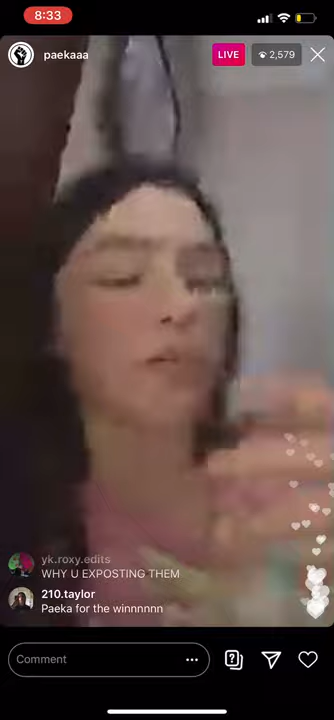 8:33
paekaaa
LIVE
2,579
yk.roxy.edits
WHY U EXPOSTING THEM
210.taylor
Paeka for the winnnnnn
Comment